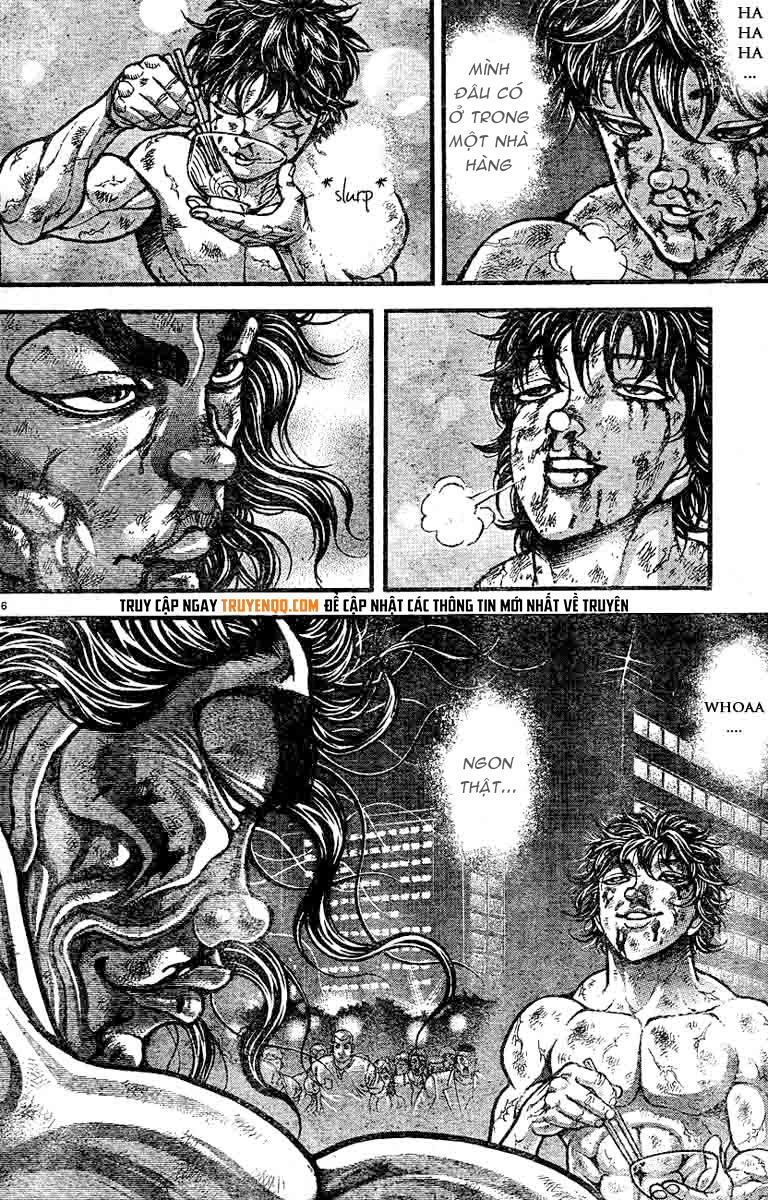 HA
HA
HA
...
MÌNH
ĐÂU CÓ
Ở TRONG
MỘT NHÀ
HÀNG
*slurp*
6
TRUY CẬP NGAY TRUYENQQ.COM ĐỂ CẬP NHẬT CÁC THÔNG TIN MỚI NHẤT VỀ TRUYỆN
WHOAA
....
NGON
THẬT...